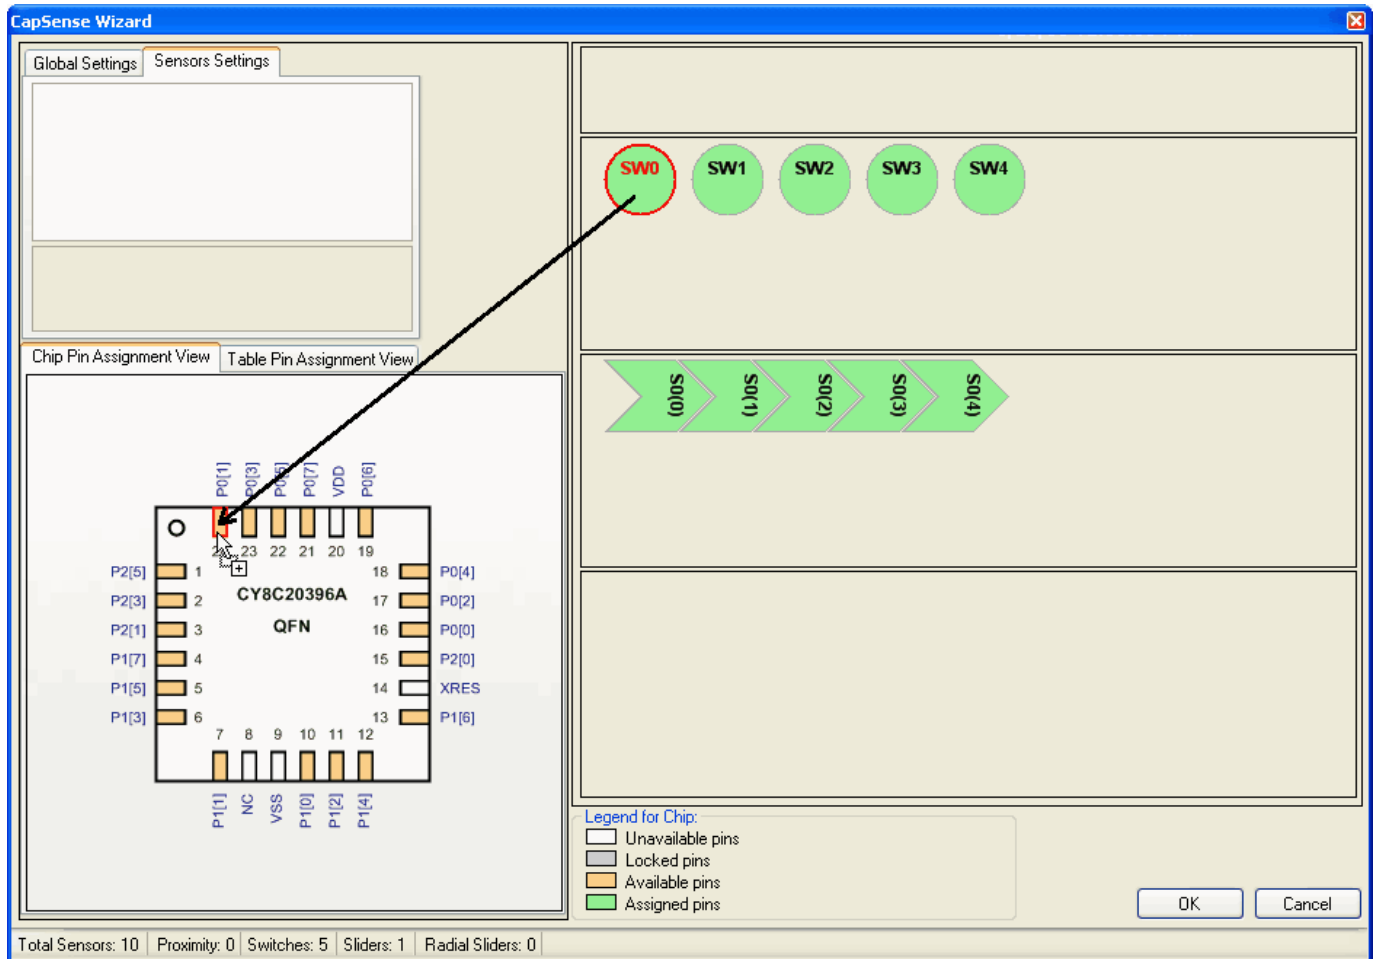 CapSense Wizard
Global Settings
Sensors Settings
SW0
SW1
SW2
SW3
SW4
Chip Pin Assignment View
Table Pin Assignment View
S0(0)
S0(1)
S0(2)
S0(3)
S0(4)
P0[1]
P0[3]
P0[5]
P0[7]
VDD
P0[6]
23
22
21
20
19
P2[5]
1
18
P0[4]
CY8C20396A
P2[3]
2
17
P0[2]
QFN
P2[1]
3
16
P0[0]
P1[7]
4
15
P2[0]
P1[5]
5
14
XRES
P1[3]
6
13
P1[6]
7
8
9
10
11
12
P1[1]
NC
VSS
P1[0]
P1[2]
P1[4]
Legend for Chip:
Unavailable pins
Locked pins
Available pins
Assigned pins
OK
Cancel
Total Sensors: 10
Proximity: 0
Switches: 5
Sliders: 1
Radial Sliders: 0